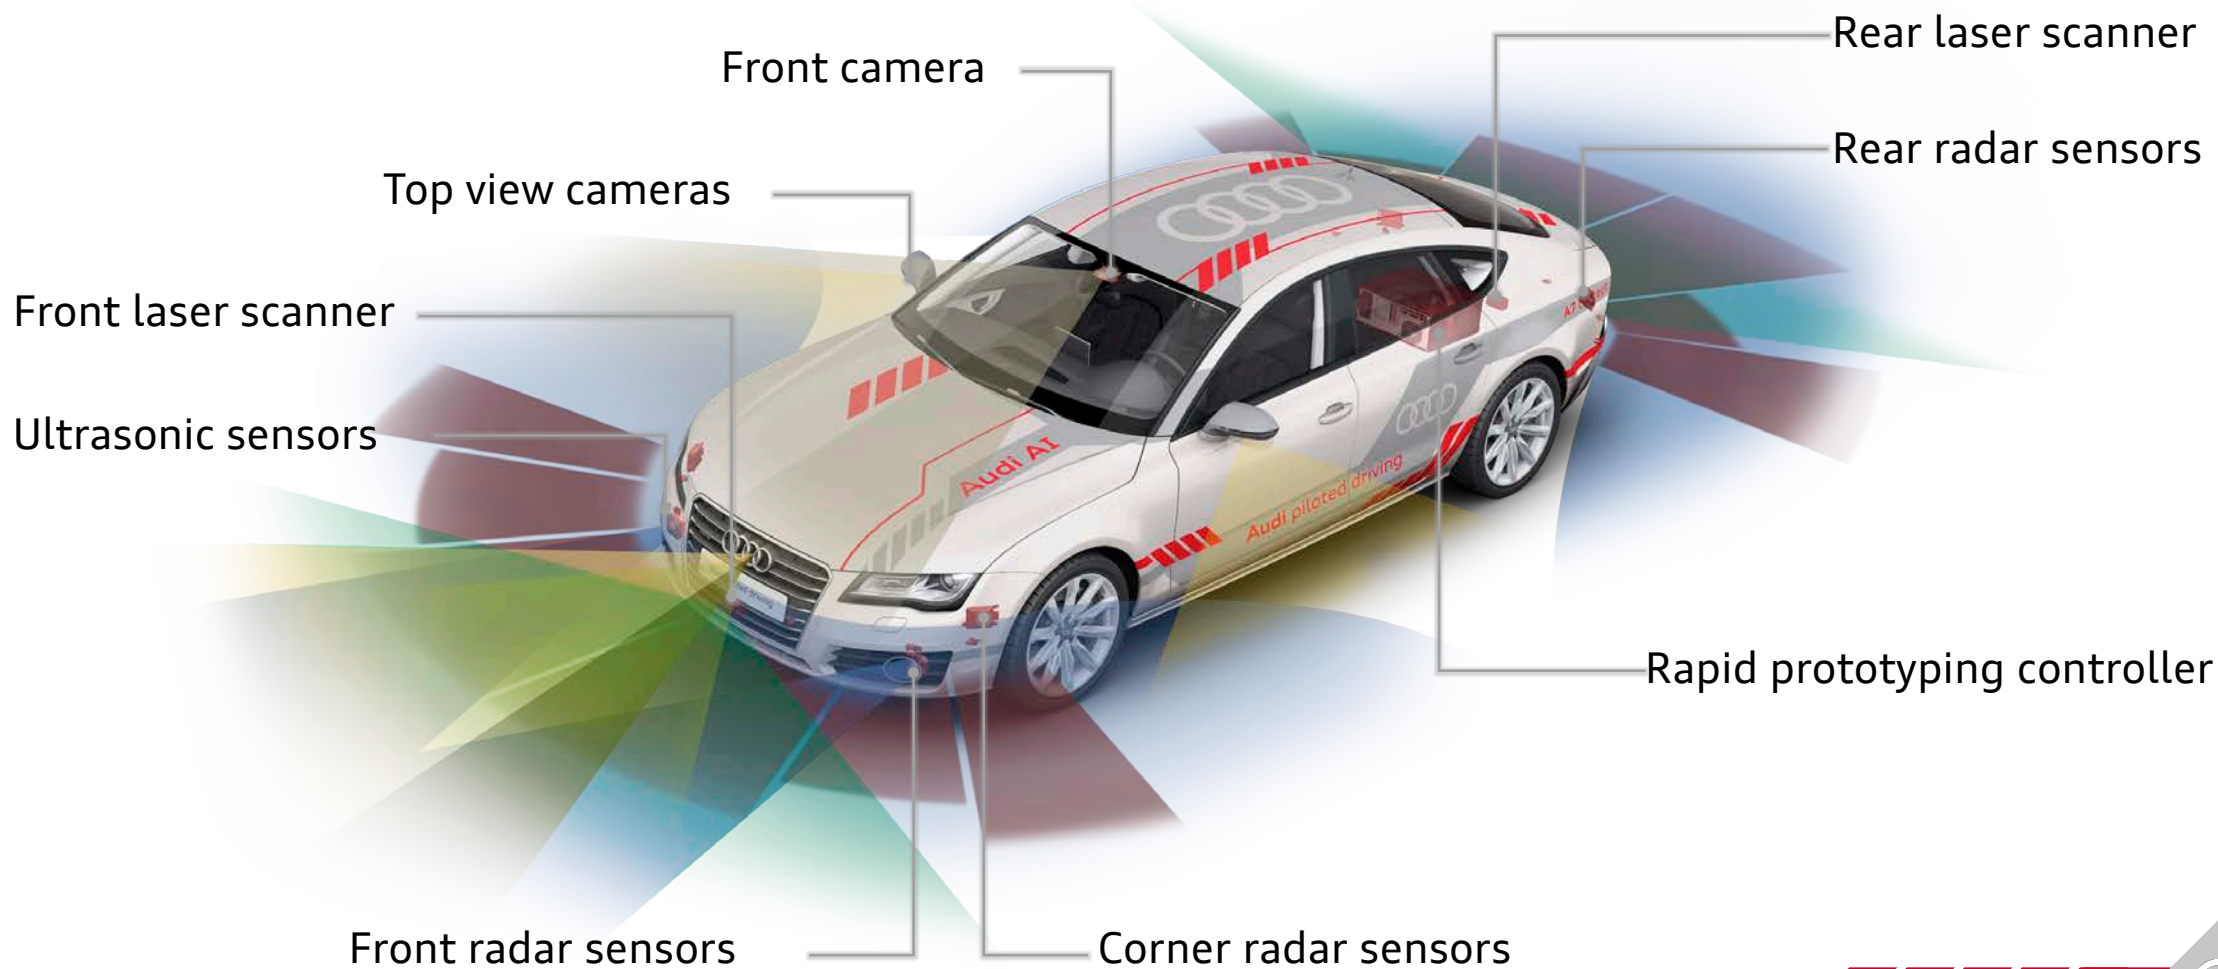 Rear laser scanner
Front camera
Rear radar sensors
Top view cameras
Front laser scanner
Ultrasonic sensors
Audi AI
Audi piloted driving
driving
Rapid prototyping controller
Front radar sensors
Corner radar sensors